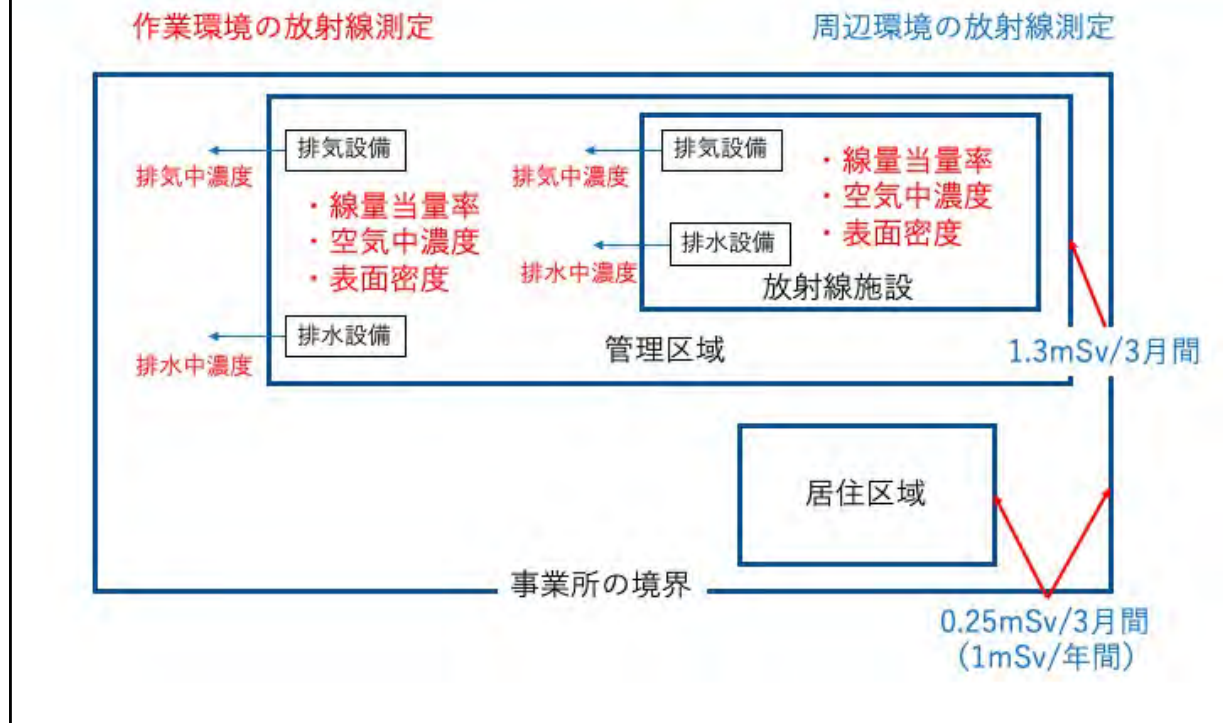 作業環境の放射線測定
周辺環境の放射線測定
排気設備
排気中濃度
・線量当量率
・空気中濃度
・表面密度
排水設備
排水中濃度
排気設備
排気中濃度
・線量当量率
・空気中濃度
・表面密度
排水設備
排水中濃度
放射線施設
管理区域
1.3mSv/3月間
居住区域
事業所の境界
0.25mSv/3月間
(1mSv/年間)